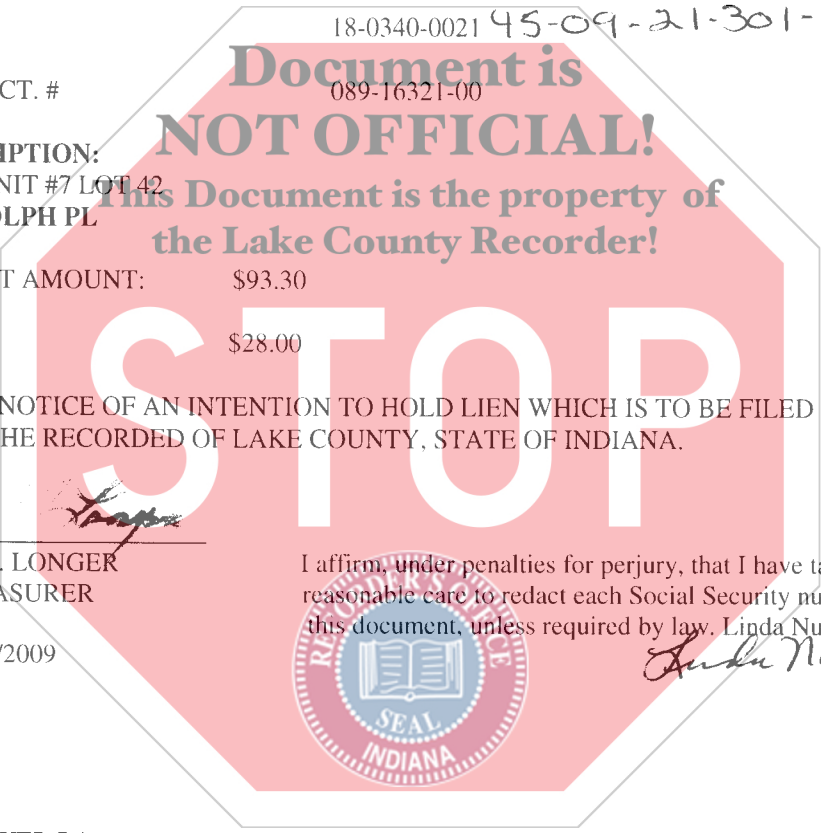 18-0340-0021 45-09-21-301-
Document is
CT. # 089-16321-00
NOT OFFICIAL!
IPTION:
NIT #7 LOT 42
This Document is the property of
OLPH PL
the Lake County Recorder!
T AMOUNT: $93.30
$28.00
STOP
NOTICE OF AN INTENTION TO HOLD LIEN WHICH IS TO BE FILED
HE RECORDED OF LAKE COUNTY, STATE OF INDIANA.
. LONGER
ASURER
I affirm, under penalties for perjury, that I have ta
reasonable care to redact each Social Security nu
this document, unless required by law. Linda Nu
/2009
Linda
RECORDER'S OFFICE
SEAL
INDIANA